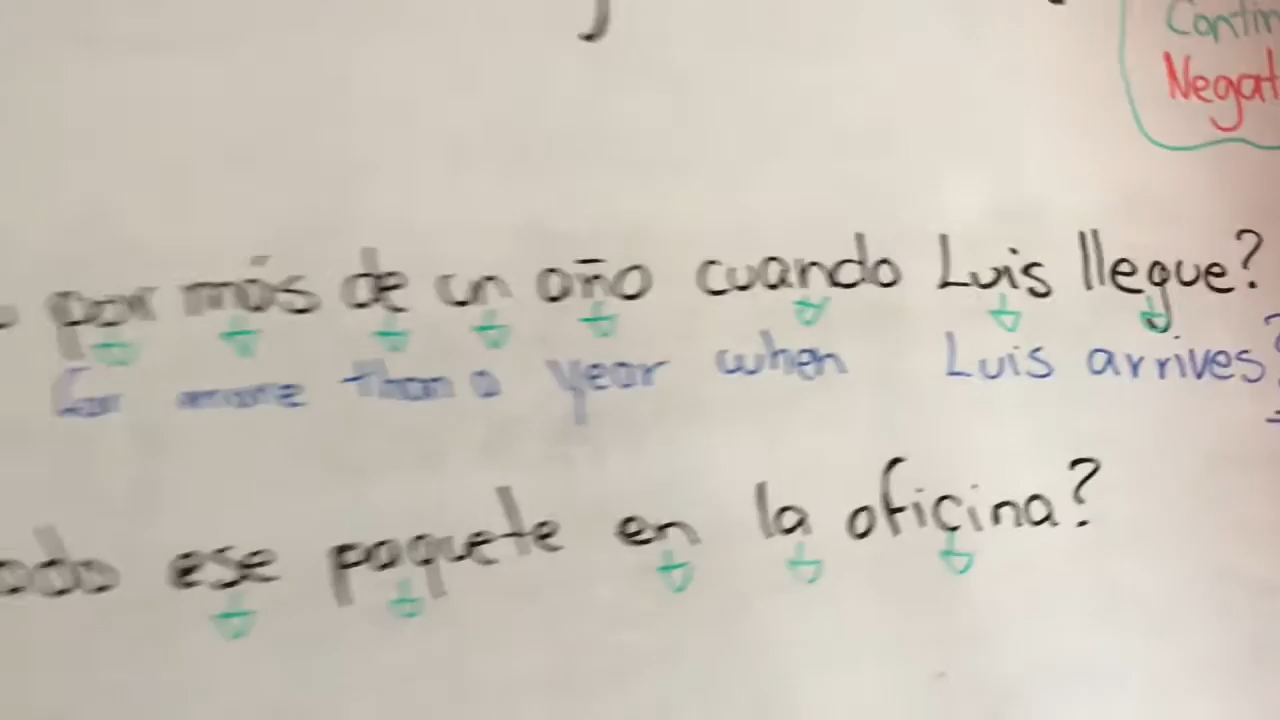 Contin
Negat
por más de un año cuando Luis llegue?
for more than a year when Luis arrives?
ese paquete en la oficina?